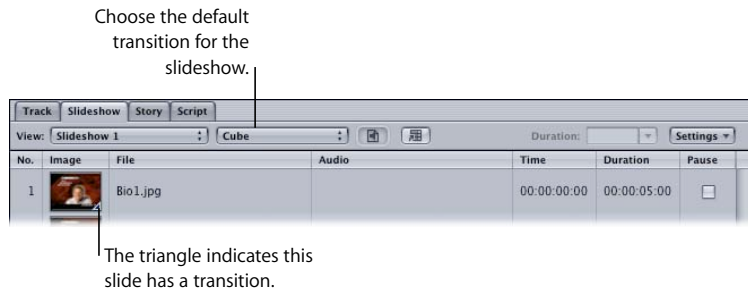 Choose the default
transition for the
slideshow.
Track Slideshow Story Script
View: Slideshow 1 Cube Duration: Settings
No. Image File Audio Time Duration Pause
1 Bio1.jpg 00:00:00:00 00:00:05:00
The triangle indicates this
slide has a transition.